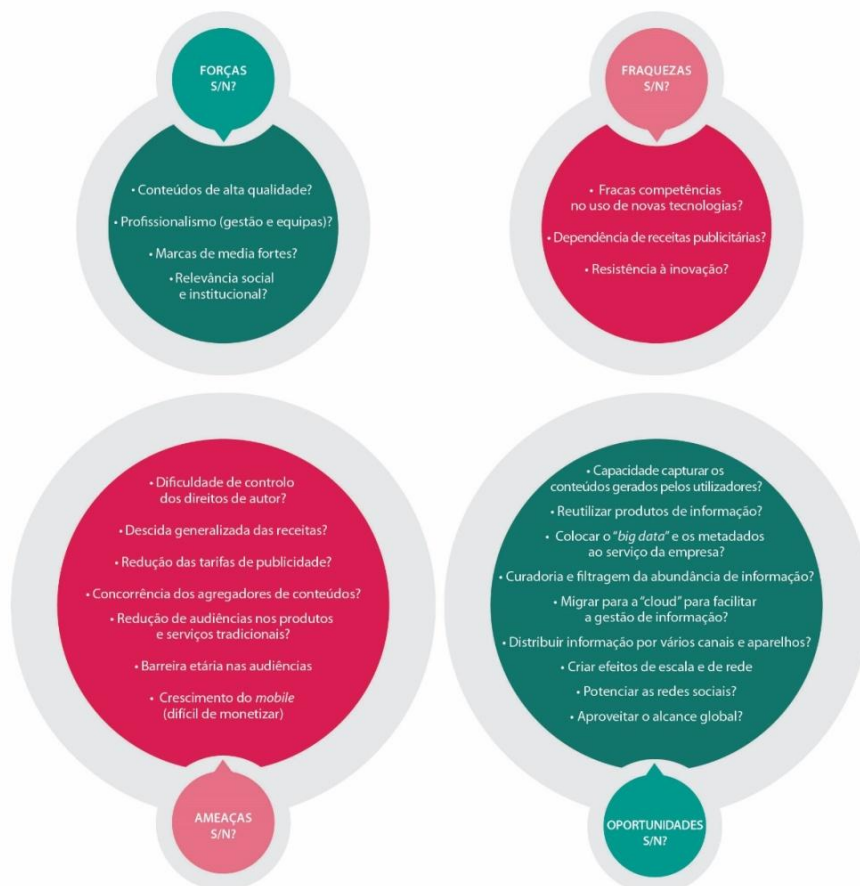 FORÇAS
S/N?
• Conteúdos de alta qualidade?
• Profissionalismo (gestão e equipas)?
• Marcas de media fortes?
• Relevância social
e institucional?
FRAQUEZAS
S/N?
• Fracas competências
no uso de novas tecnologias?
• Dependência de receitas publicitárias?
• Resistência à inovação?
• Dificuldade de controlo
dos direitos de autor?
• Descida generalizada das receitas?
• Redução das tarifas de publicidade?
• Concorrência dos agregadores de conteúdos?
• Redução de audiências nos produtos
e serviços tradicionais?
• Barreira etária nas audiências
• Crescimento do mobile
(difícil de monetizar)
AMEAÇAS
S/N?
• Capacidade capturar os
conteúdos gerados pelos utilizadores?
• Reutilizar produtos de informação?
• Colocar o “big data” e os metadados
ao serviço da empresa?
• Curadoria e filtragem da abundância de informação?
• Migrar para a “cloud” para facilitar
a gestão de informação?
• Distribuir informação por vários canais e aparelhos?
• Criar efeitos de escala e de rede
• Potenciar as redes sociais?
• Aproveitar o alcance global?
OPORTUNIDADES
S/N?